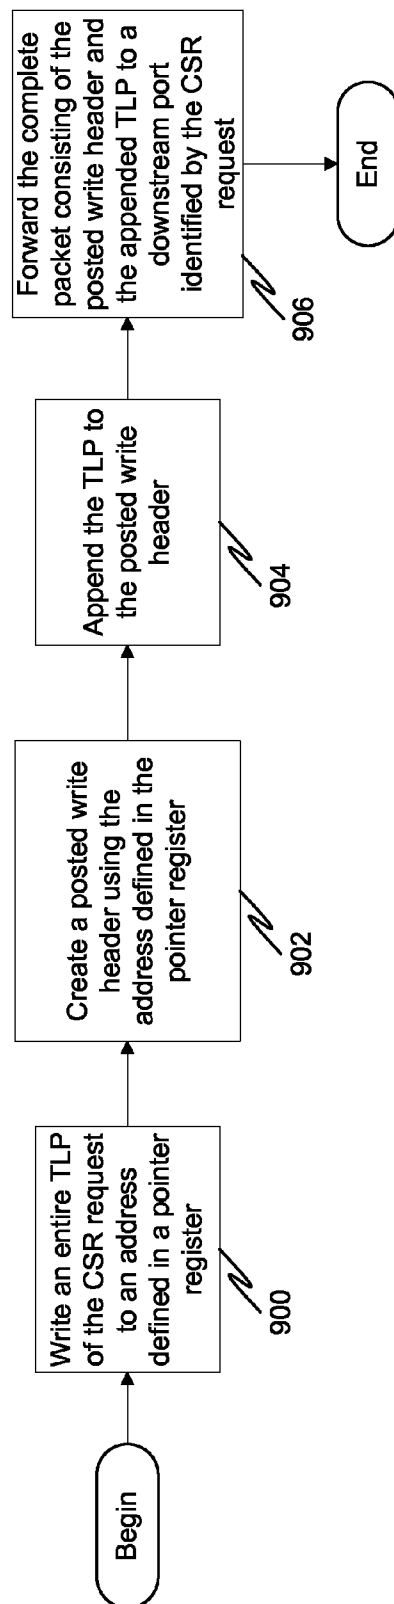 Begin
Write an entire TLP
of the CSR request
to an address
defined in a pointer
register
900
Create a posted write
header using the
address defined in the
pointer register
902
Append the TLP to
the posted write
header
904
Forward the complete
packet consisting of the
posted write header and
the appended TLP to a
downstream port
identified by the CSR
request
906
End